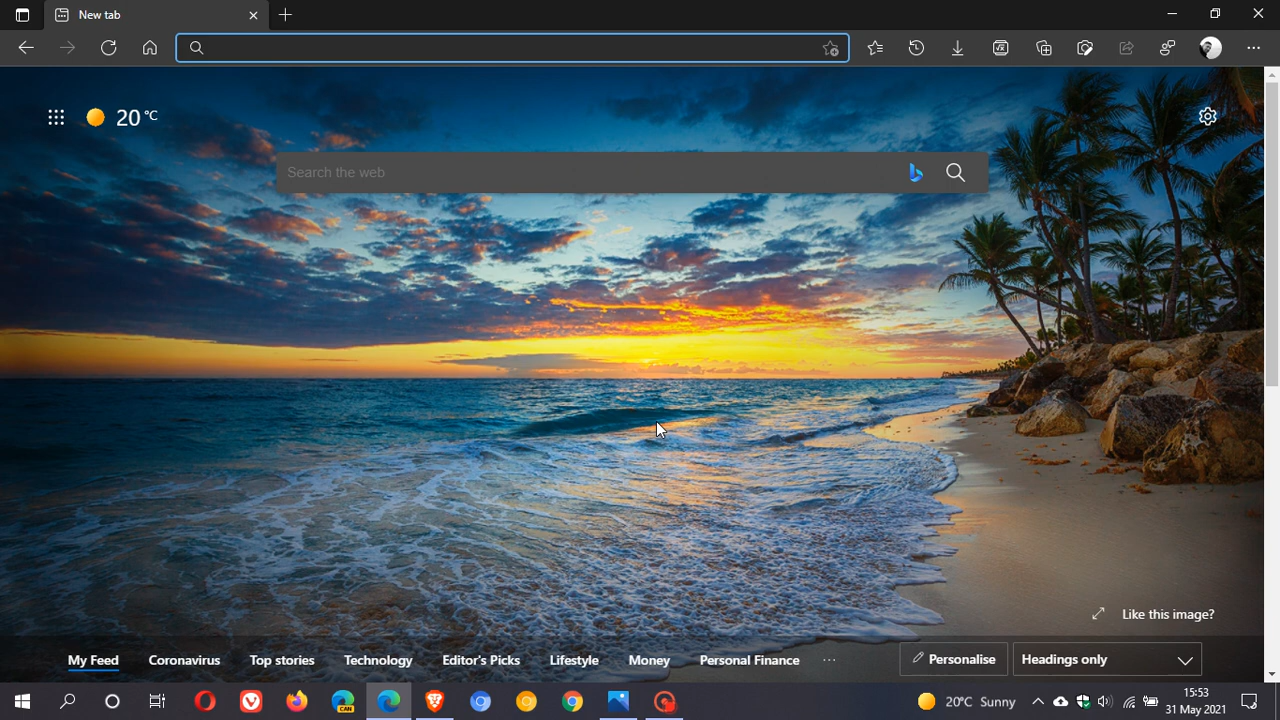 New tab
20 °C
Search the web
Like this image?
My Feed Coronavirus Top stories Technology Editor's Picks Lifestyle Money Personal Finance ... Personalise Headings only
CAN
20°C Sunny
15:53
31 May 2021